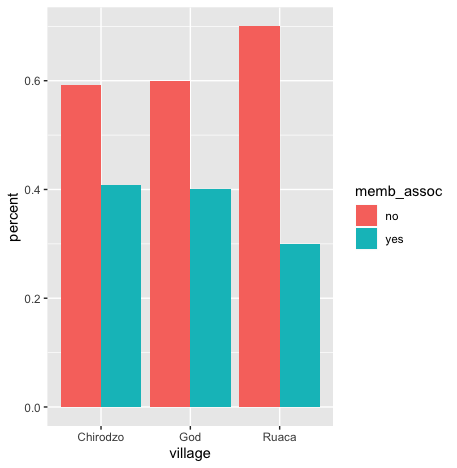 percent
0.6
0.4
0.2
0.0
Chirodzo God Ruaca
village
memb_assoc
no
yes